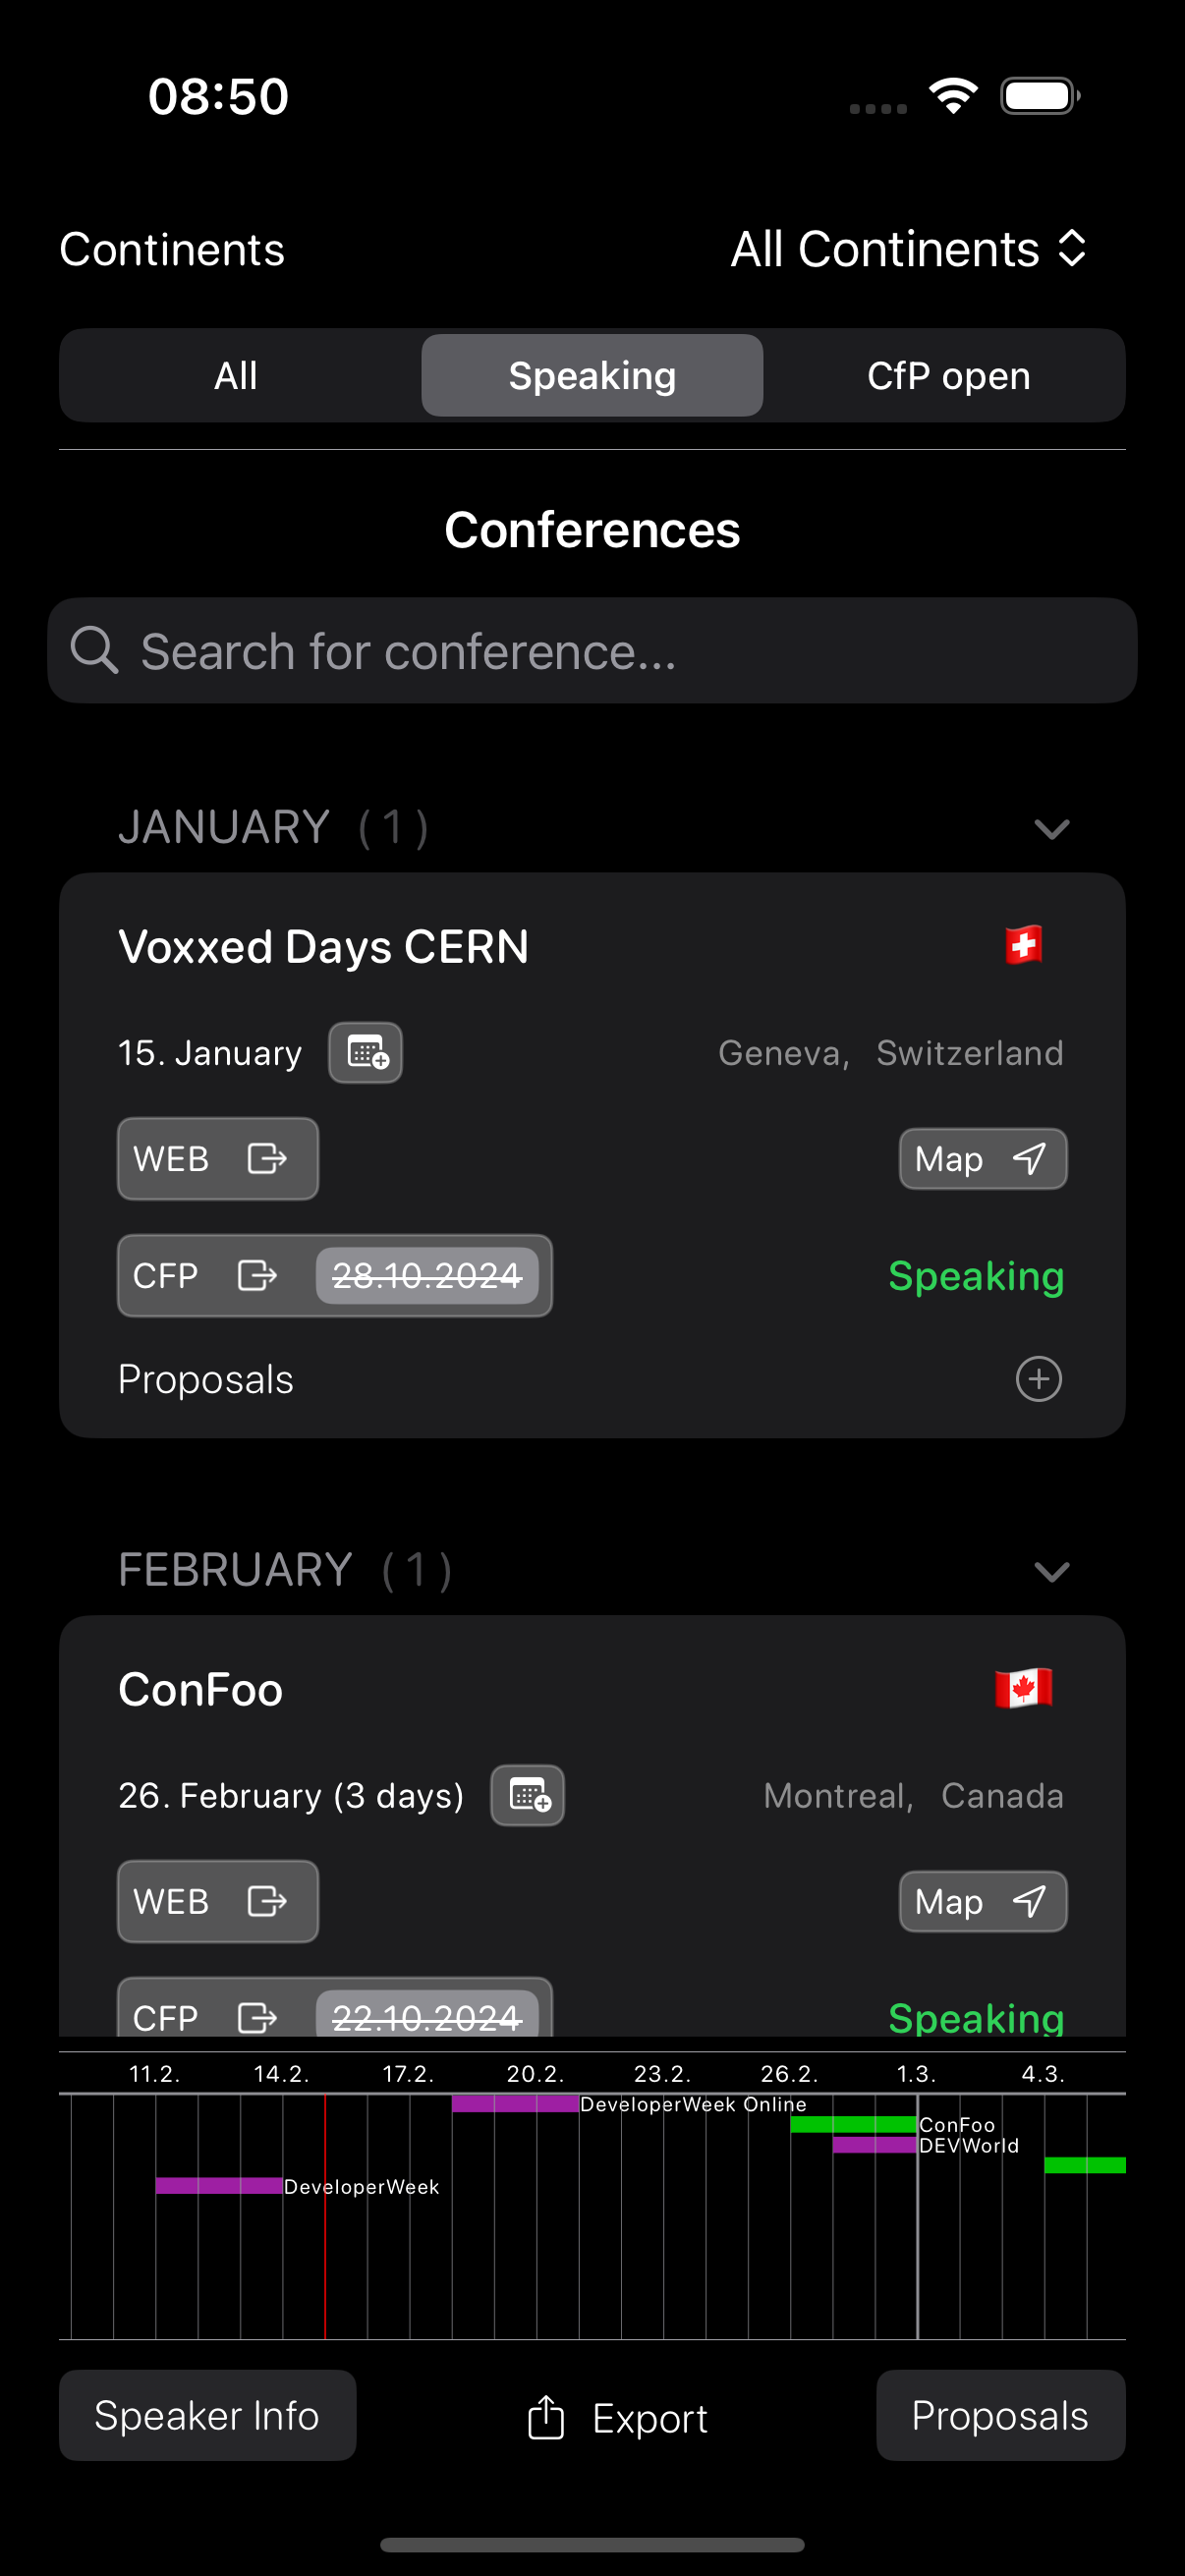 08:50
Continents All Continents
All Speaking CfP open
Conferences
Search for conference...
JANUARY (1)
Voxxed Days CERN
15. January Geneva, Switzerland
WEB Map
CFP 28.10.2024 Speaking
Proposals
FEBRUARY (1)
ConFoo
26. February (3 days) Montreal, Canada
WEB Map
CFP 22.10.2024 Speaking
11.2. 14.2. 17.2. 20.2. 23.2. 26.2. 1.3. 4.3.
DeveloperWeek Online
ConFoo
DEVWorld
DeveloperWeek
Speaker Info Export Proposals